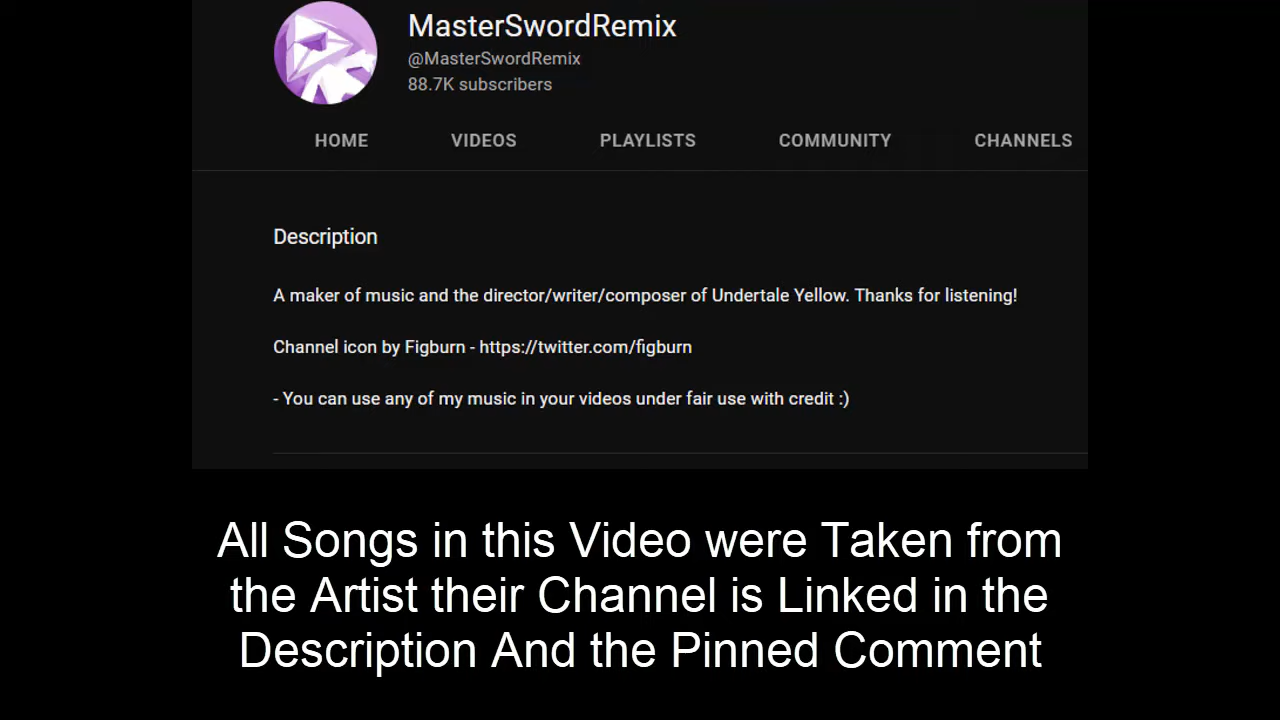 MasterSwordRemix
@MasterSwordRemix
88.7K subscribers
HOME VIDEOS PLAYLISTS COMMUNITY CHANNELS
Description
A maker of music and the director/writer/composer of Undertale Yellow. Thanks for listening!
Channel icon by Figburn - https://twitter.com/figburn
- You can use any of my music in your videos under fair use with credit :)
All Songs in this Video were Taken from
the Artist their Channel is Linked in the
Description And the Pinned Comment